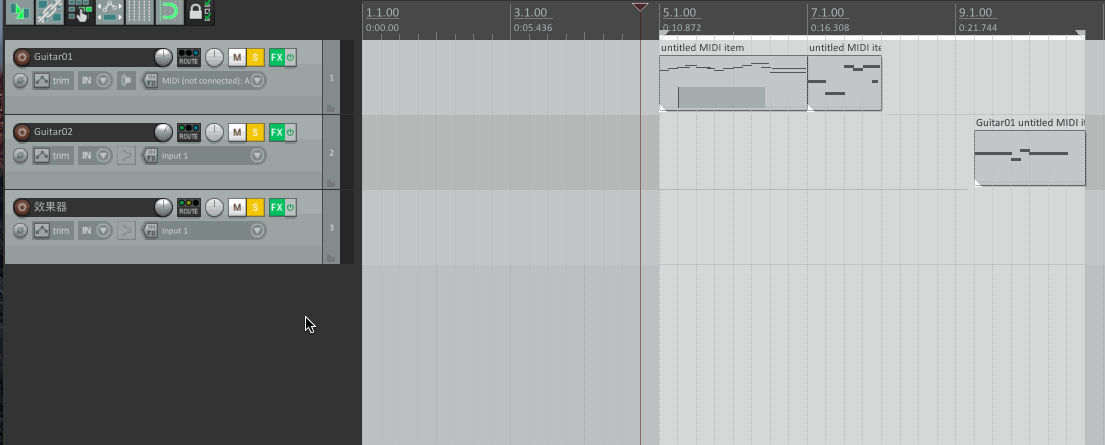 1.1.00 3.1.00 5.1.00 7.1.00 9.1.00
0:00.00 0:05.436 0:10.872 0:16.308 0:21.744
Guitar01 ROUTE M S FX
untitled MIDI item untitled MIDI ite
trim IN FX MIDI (not connected): A 1
Guitar02 ROUTE M S FX
Guitar01 untitled MIDI it
trim IN FX Input 1 2
效果器 ROUTE M S FX
trim IN FX Input 1 3